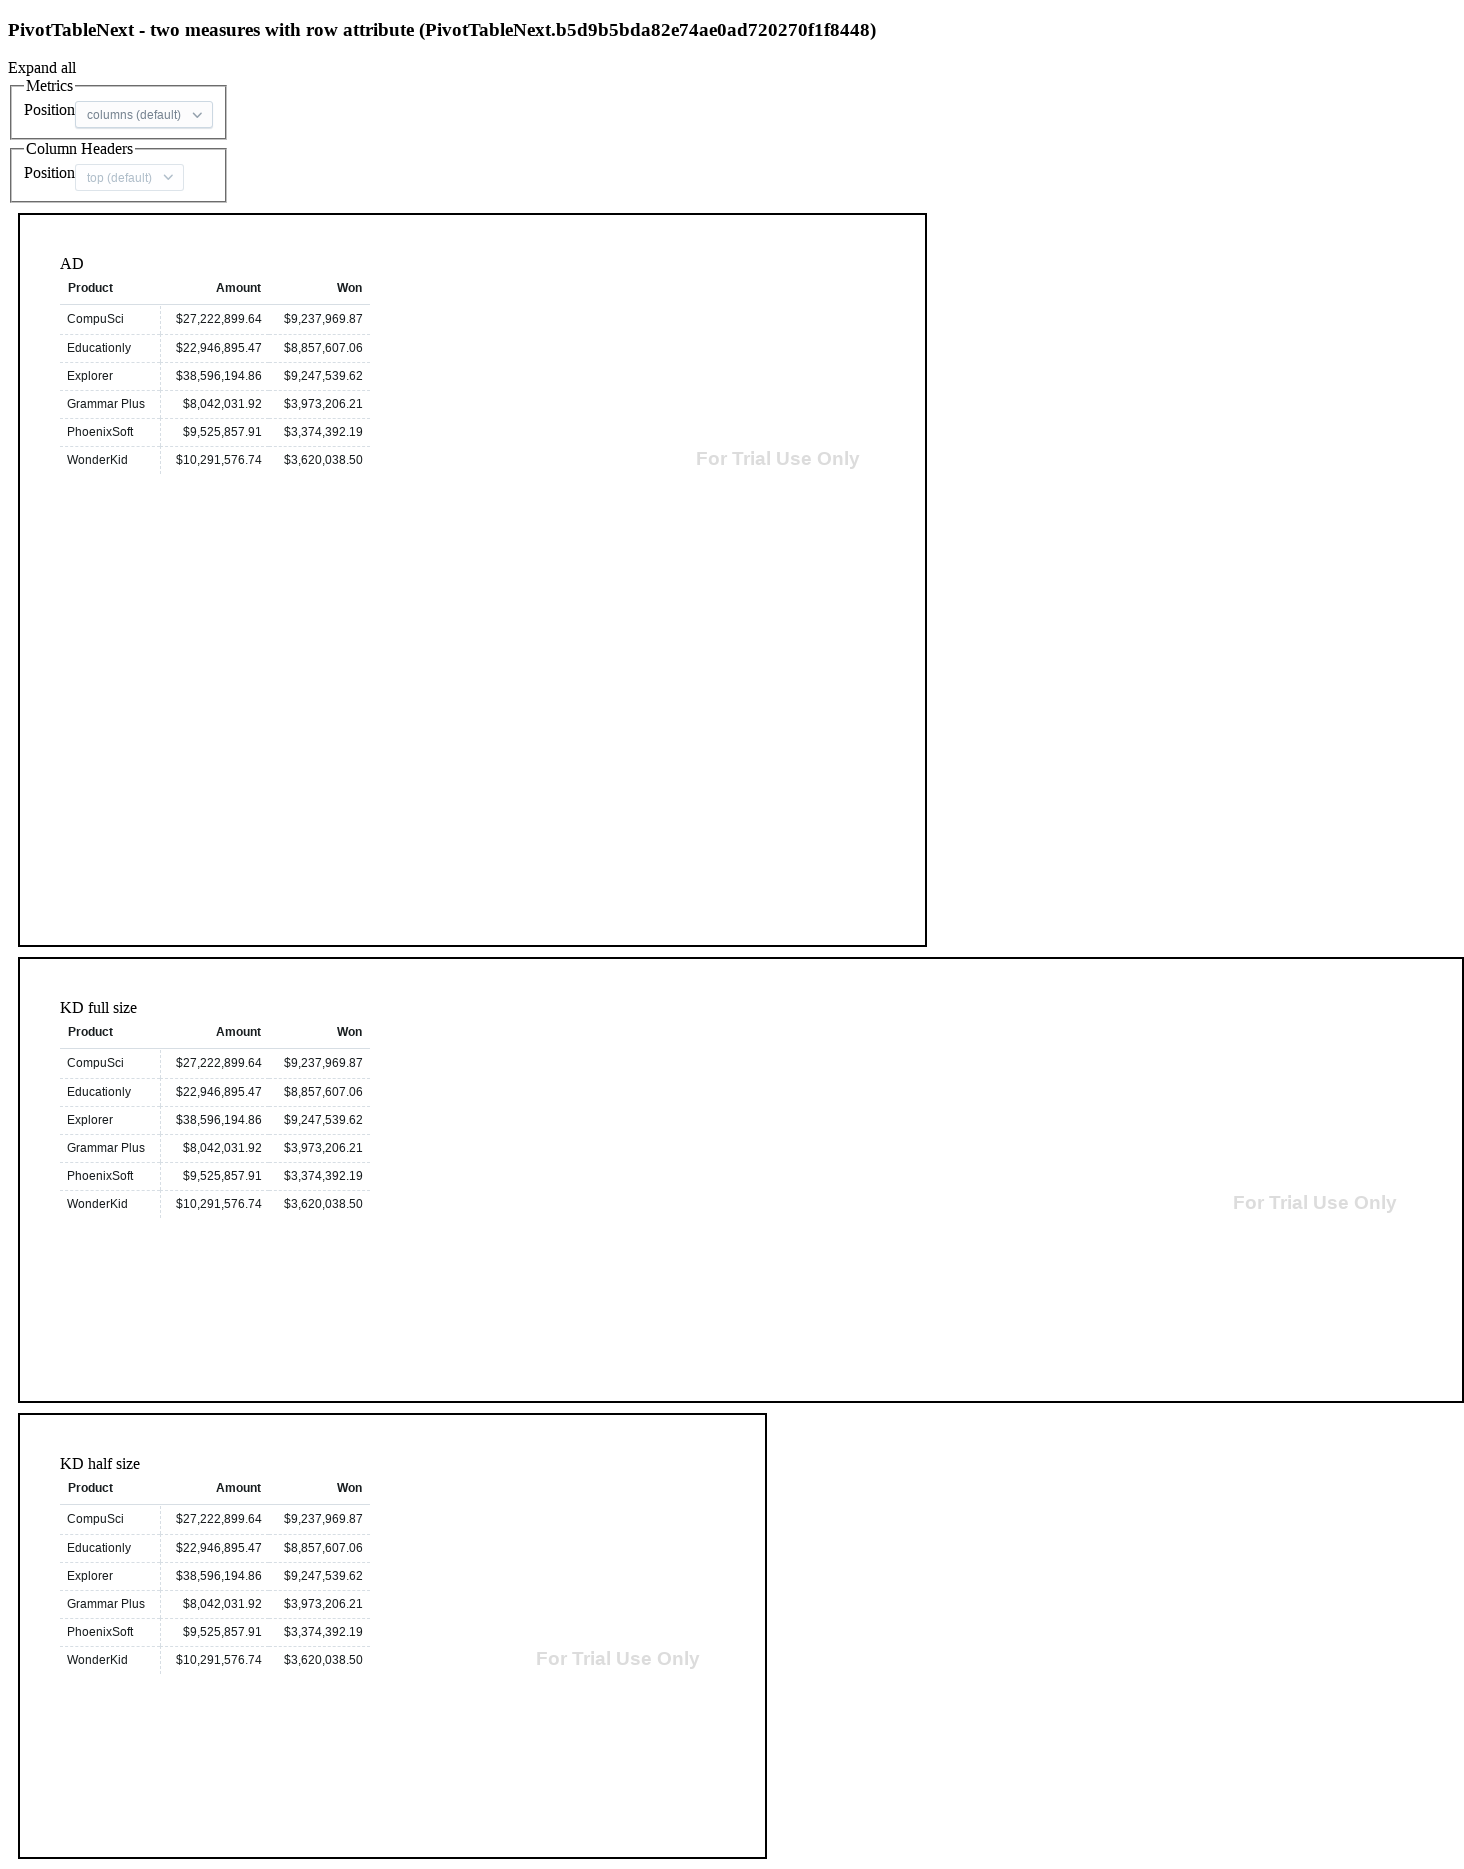 PivotTableNext - two measures with row attribute (PivotTableNext.b5d9b5bda82e74ae0ad720270f1f8448)
Expand all
Metrics
Position columns (default)
Column Headers
Position top (default)
AD
Product Amount Won
CompuSci $27,222,899.64 $9,237,969.87
Educationly $22,946,895.47 $8,857,607.06
Explorer $38,596,194.86 $9,247,539.62
Grammar Plus $8,042,031.92 $3,973,206.21
PhoenixSoft $9,525,857.91 $3,374,392.19
WonderKid $10,291,576.74 $3,620,038.50
For Trial Use Only
KD full size
Product Amount Won
CompuSci $27,222,899.64 $9,237,969.87
Educationly $22,946,895.47 $8,857,607.06
Explorer $38,596,194.86 $9,247,539.62
Grammar Plus $8,042,031.92 $3,973,206.21
PhoenixSoft $9,525,857.91 $3,374,392.19
WonderKid $10,291,576.74 $3,620,038.50
For Trial Use Only
KD half size
Product Amount Won
CompuSci $27,222,899.64 $9,237,969.87
Educationly $22,946,895.47 $8,857,607.06
Explorer $38,596,194.86 $9,247,539.62
Grammar Plus $8,042,031.92 $3,973,206.21
PhoenixSoft $9,525,857.91 $3,374,392.19
WonderKid $10,291,576.74 $3,620,038.50
For Trial Use Only